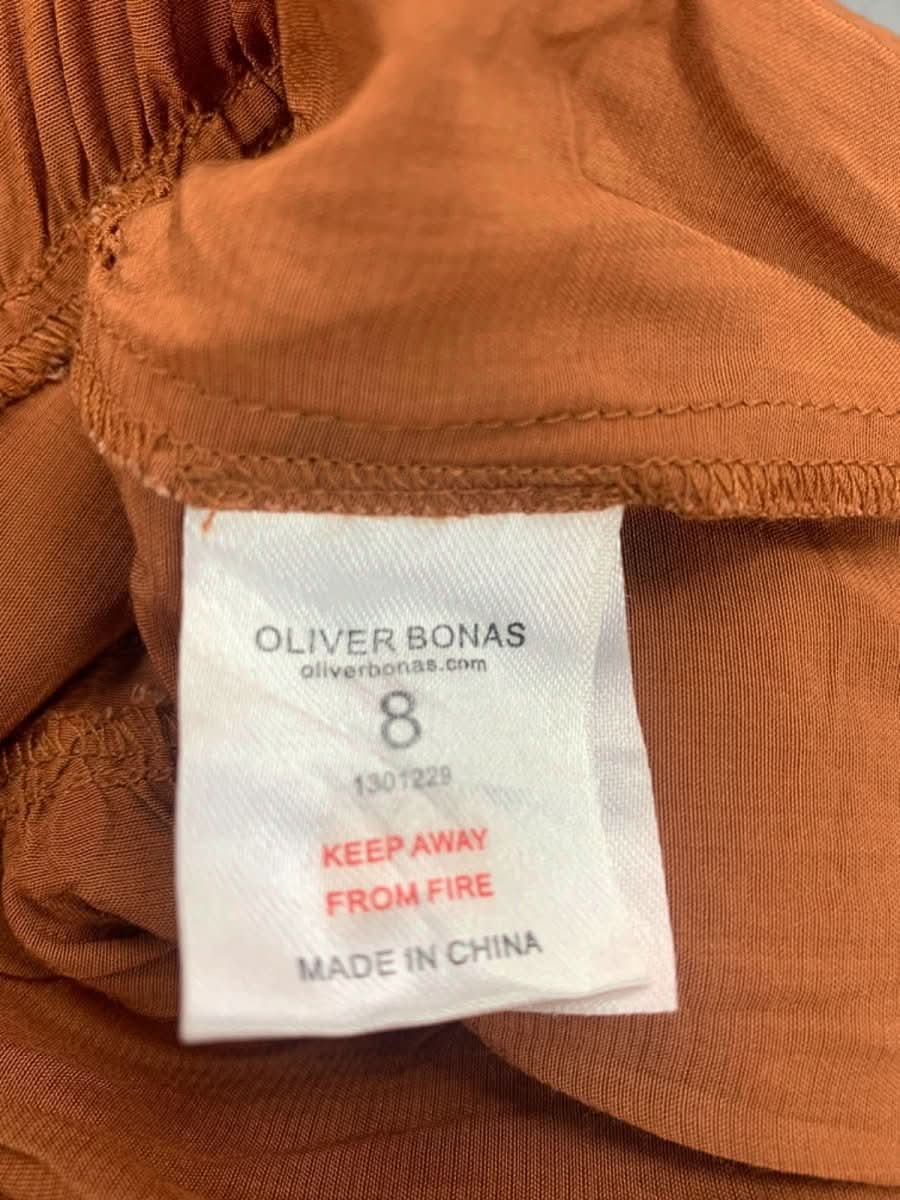 OLIVER BONAS
oliverbonas.com
8
1301229
KEEP AWAY
FROM FIRE
MADE IN CHINA